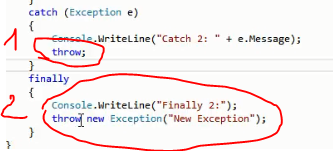 catch (Exception e)
{
1
Console.WriteLine("Catch 2: " + e.Message);
throw;
}
finally
2
{
Console.WriteLine("Finally 2:");
throw new Exception("New Exception");
}
}